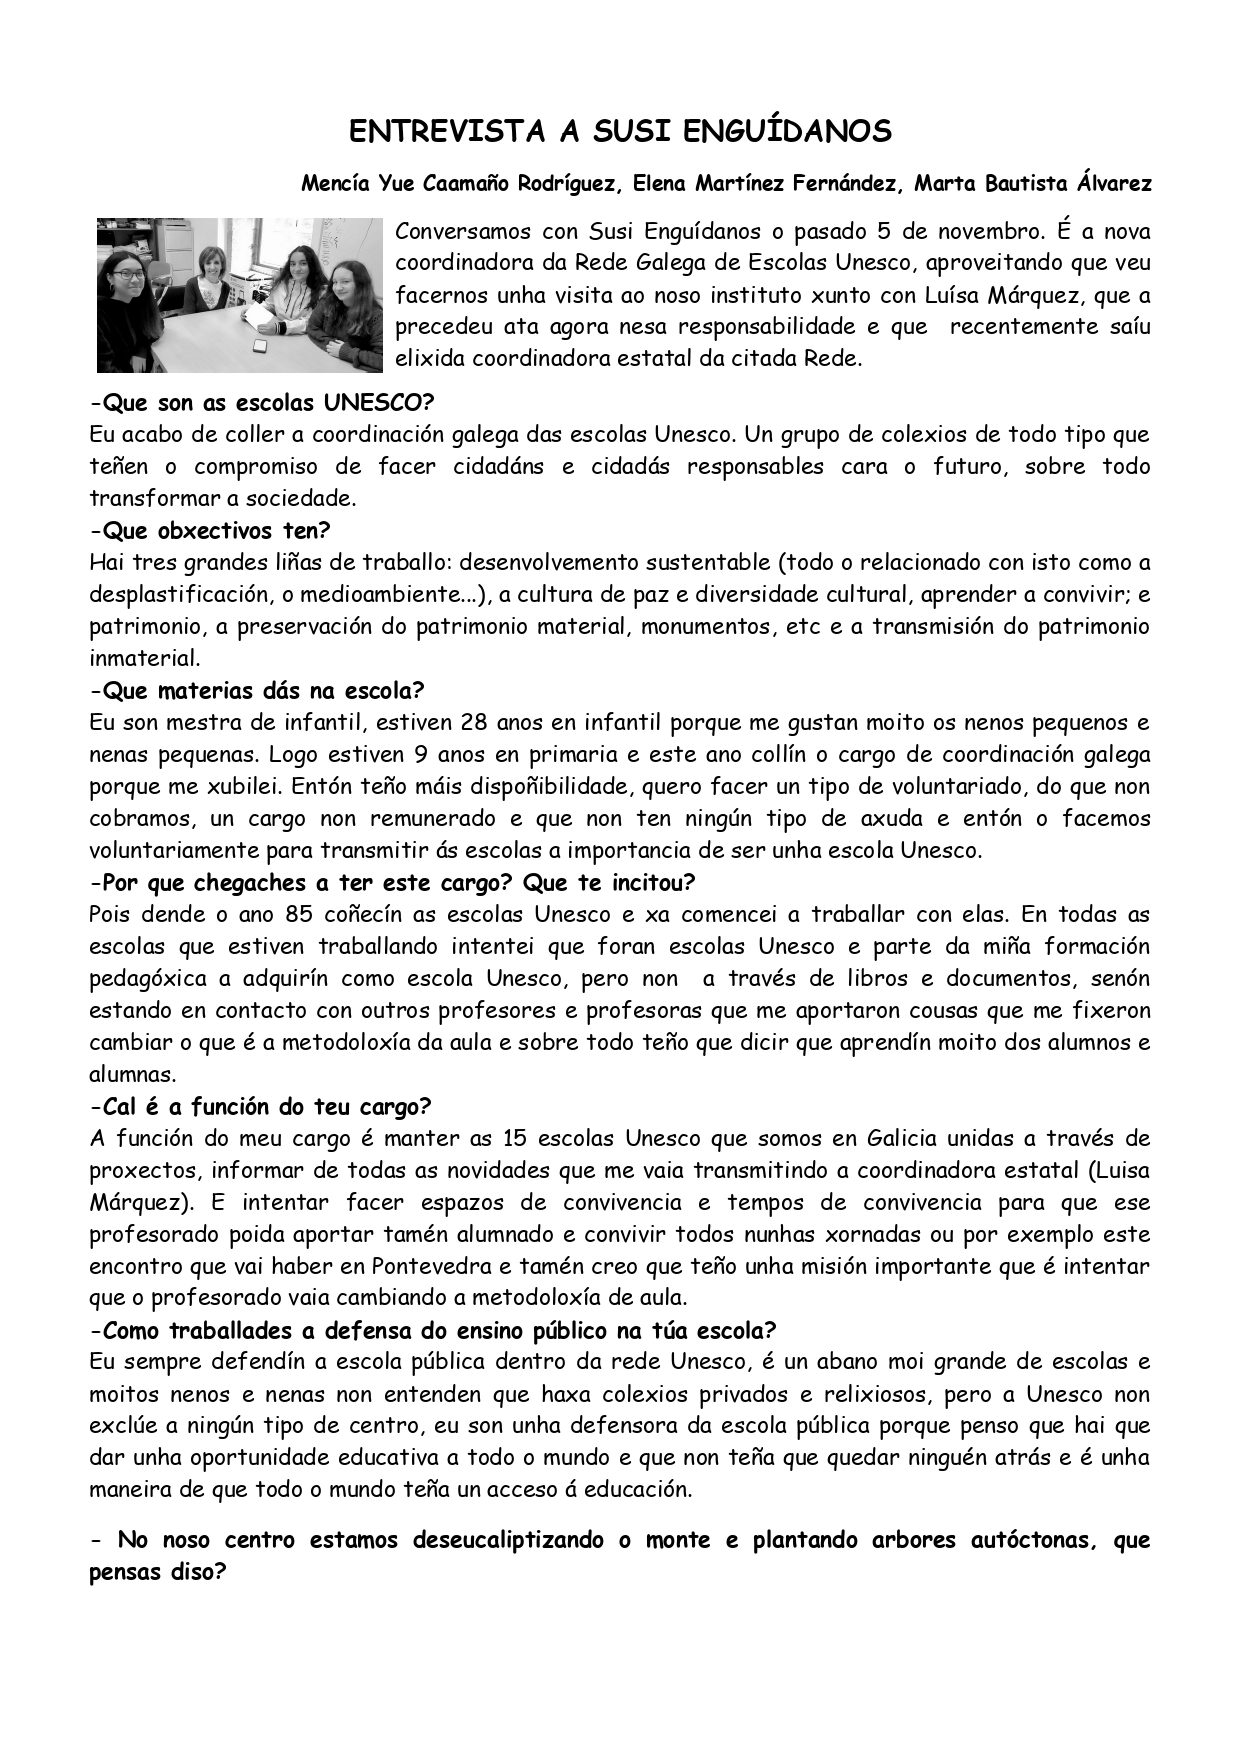 ENTREVISTA A SUSI ENGUÍDANOS
Mencía Yue Caamaño Rodríguez, Elena Martínez Fernández, Marta Bautista Álvarez
Conversamos con Susi Enguídanos o pasado 5 de novembro. É a nova
coordinadora da Rede Galega de Escolas Unesco, aproveitando que veu
facernos unha visita ao noso instituto xunto con Luísa Márquez, que a
precedeu ata agora nesa responsabilidade e que recentemente saíu
elixida coordinadora estatal da citada Rede.
-Que son as escolas UNESCO?
Eu acabo de coller a coordinación galega das escolas Unesco. Un grupo de colexios de todo tipo que
teñen o compromiso de facer cidadáns e cidadás responsables cara o futuro, sobre todo
transformar a sociedade.
-Que obxectivos ten?
Hai tres grandes liñas de traballo: desenvolvemento sustentable (todo o relacionado con isto como a
desplastificación, o medioambiente...), a cultura de paz e diversidade cultural, aprender a convivir; e
patrimonio, a preservación do patrimonio material, monumentos, etc e a transmisión do patrimonio
inmaterial.
-Que materias dás na escola?
Eu son mestra de infantil, estiven 28 anos en infantil porque me gustan moito os nenos pequenos e
nenas pequenas. Logo estiven 9 anos en primaria e este ano collín o cargo de coordinación galega
porque me xubilei. Entón teño máis dispoñibilidade, quero facer un tipo de voluntariado, do que non
cobramos, un cargo non remunerado e que non ten ningún tipo de axuda e entón o facemos
voluntariamente para transmitir ás escolas a importancia de ser unha escola Unesco.
-Por que chegaches a ter este cargo? Que te incitou?
Pois dende o ano 85 coñecín as escolas Unesco e xa comencei a traballar con elas. En todas as
escolas que estiven traballando intentei que foran escolas Unesco e parte da miña formación
pedagóxica a adquirín como escola Unesco, pero non a través de libros e documentos, senón
estando en contacto con outros profesores e profesoras que me aportaron cousas que me fixeron
cambiar o que é a metodoloxía da aula e sobre todo teño que dicir que aprendín moito dos alumnos e
alumnas.
-Cal é a función do teu cargo?
A función do meu cargo é manter as 15 escolas Unesco que somos en Galicia unidas a través de
proxectos, informar de todas as novidades que me vaia transmitindo a coordinadora estatal (Luisa
Márquez). E intentar facer espazos de convivencia e tempos de convivencia para que ese
profesorado poida aportar tamén alumnado e convivir todos nunhas xornadas ou por exemplo este
encontro que vai haber en Pontevedra e tamén creo que teño unha misión importante que é intentar
que o profesorado vaia cambiando a metodoloxía de aula.
-Como traballades a defensa do ensino público na túa escola?
Eu sempre defendín a escola pública dentro da rede Unesco, é un abano moi grande de escolas e
moitos nenos e nenas non entenden que haxa colexios privados e relixiosos, pero a Unesco non
exclúe a ningún tipo de centro, eu son unha defensora da escola pública porque penso que hai que
dar unha oportunidade educativa a todo o mundo e que non teña que quedar ninguén atrás e é unha
maneira de que todo o mundo teña un acceso á educación.
- No noso centro estamos deseucaliptizando o monte e plantando arbores autóctonas, que
pensas diso?